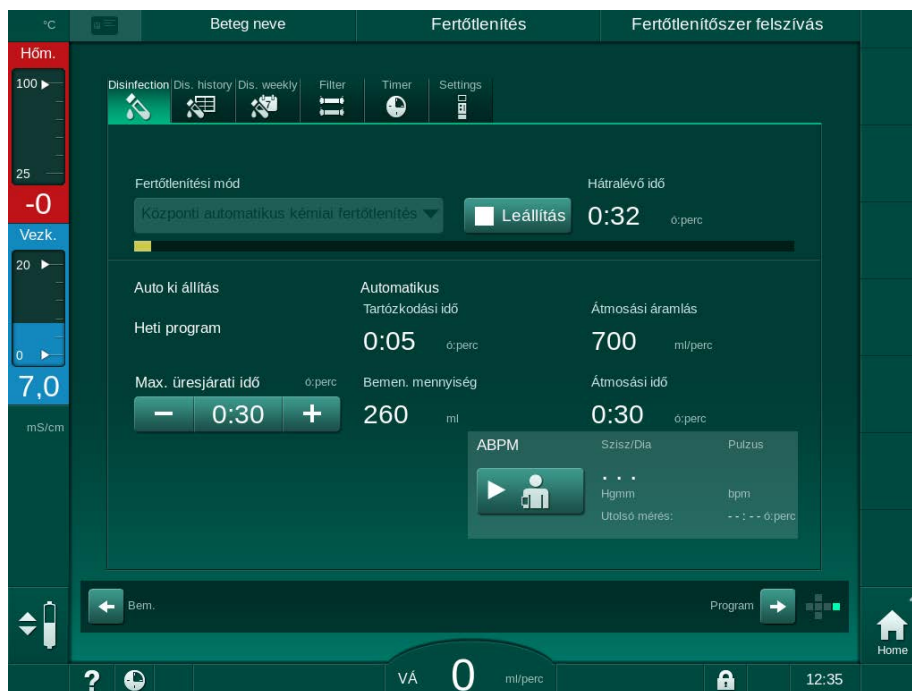 °C
Beteg neve
Fertőtlenítés
Fertőtlenítőszer felszívás
Hőm.
100
25
-0
Vezk.
20
0
7,0
mS/cm
Disinfection Dis. history Dis. weekly Filter Timer Settings
7
31
Fertőtlenítési mód
Hátralévő idő
Központi automatikus kémiai fertőtlenítés
Leállítás
0:32 ó:perc
Auto ki állítás
Automatikus
Tartózkodási idő
Átmosási áramlás
Heti program
0:05 ó:perc
700 ml/perc
Max. üresjárati idő ó:perc
Bemen. mennyiség
Átmosási idő
− 0:30 +
260 ml
0:30 ó:perc
ABPM
Szisz/Dia
Pulzus
. . .
Hgmm
bpm
Utolsó mérés:
--:-- ó:perc
Bem.
Program
Home
?
VÁ 0 ml/perc
12:35